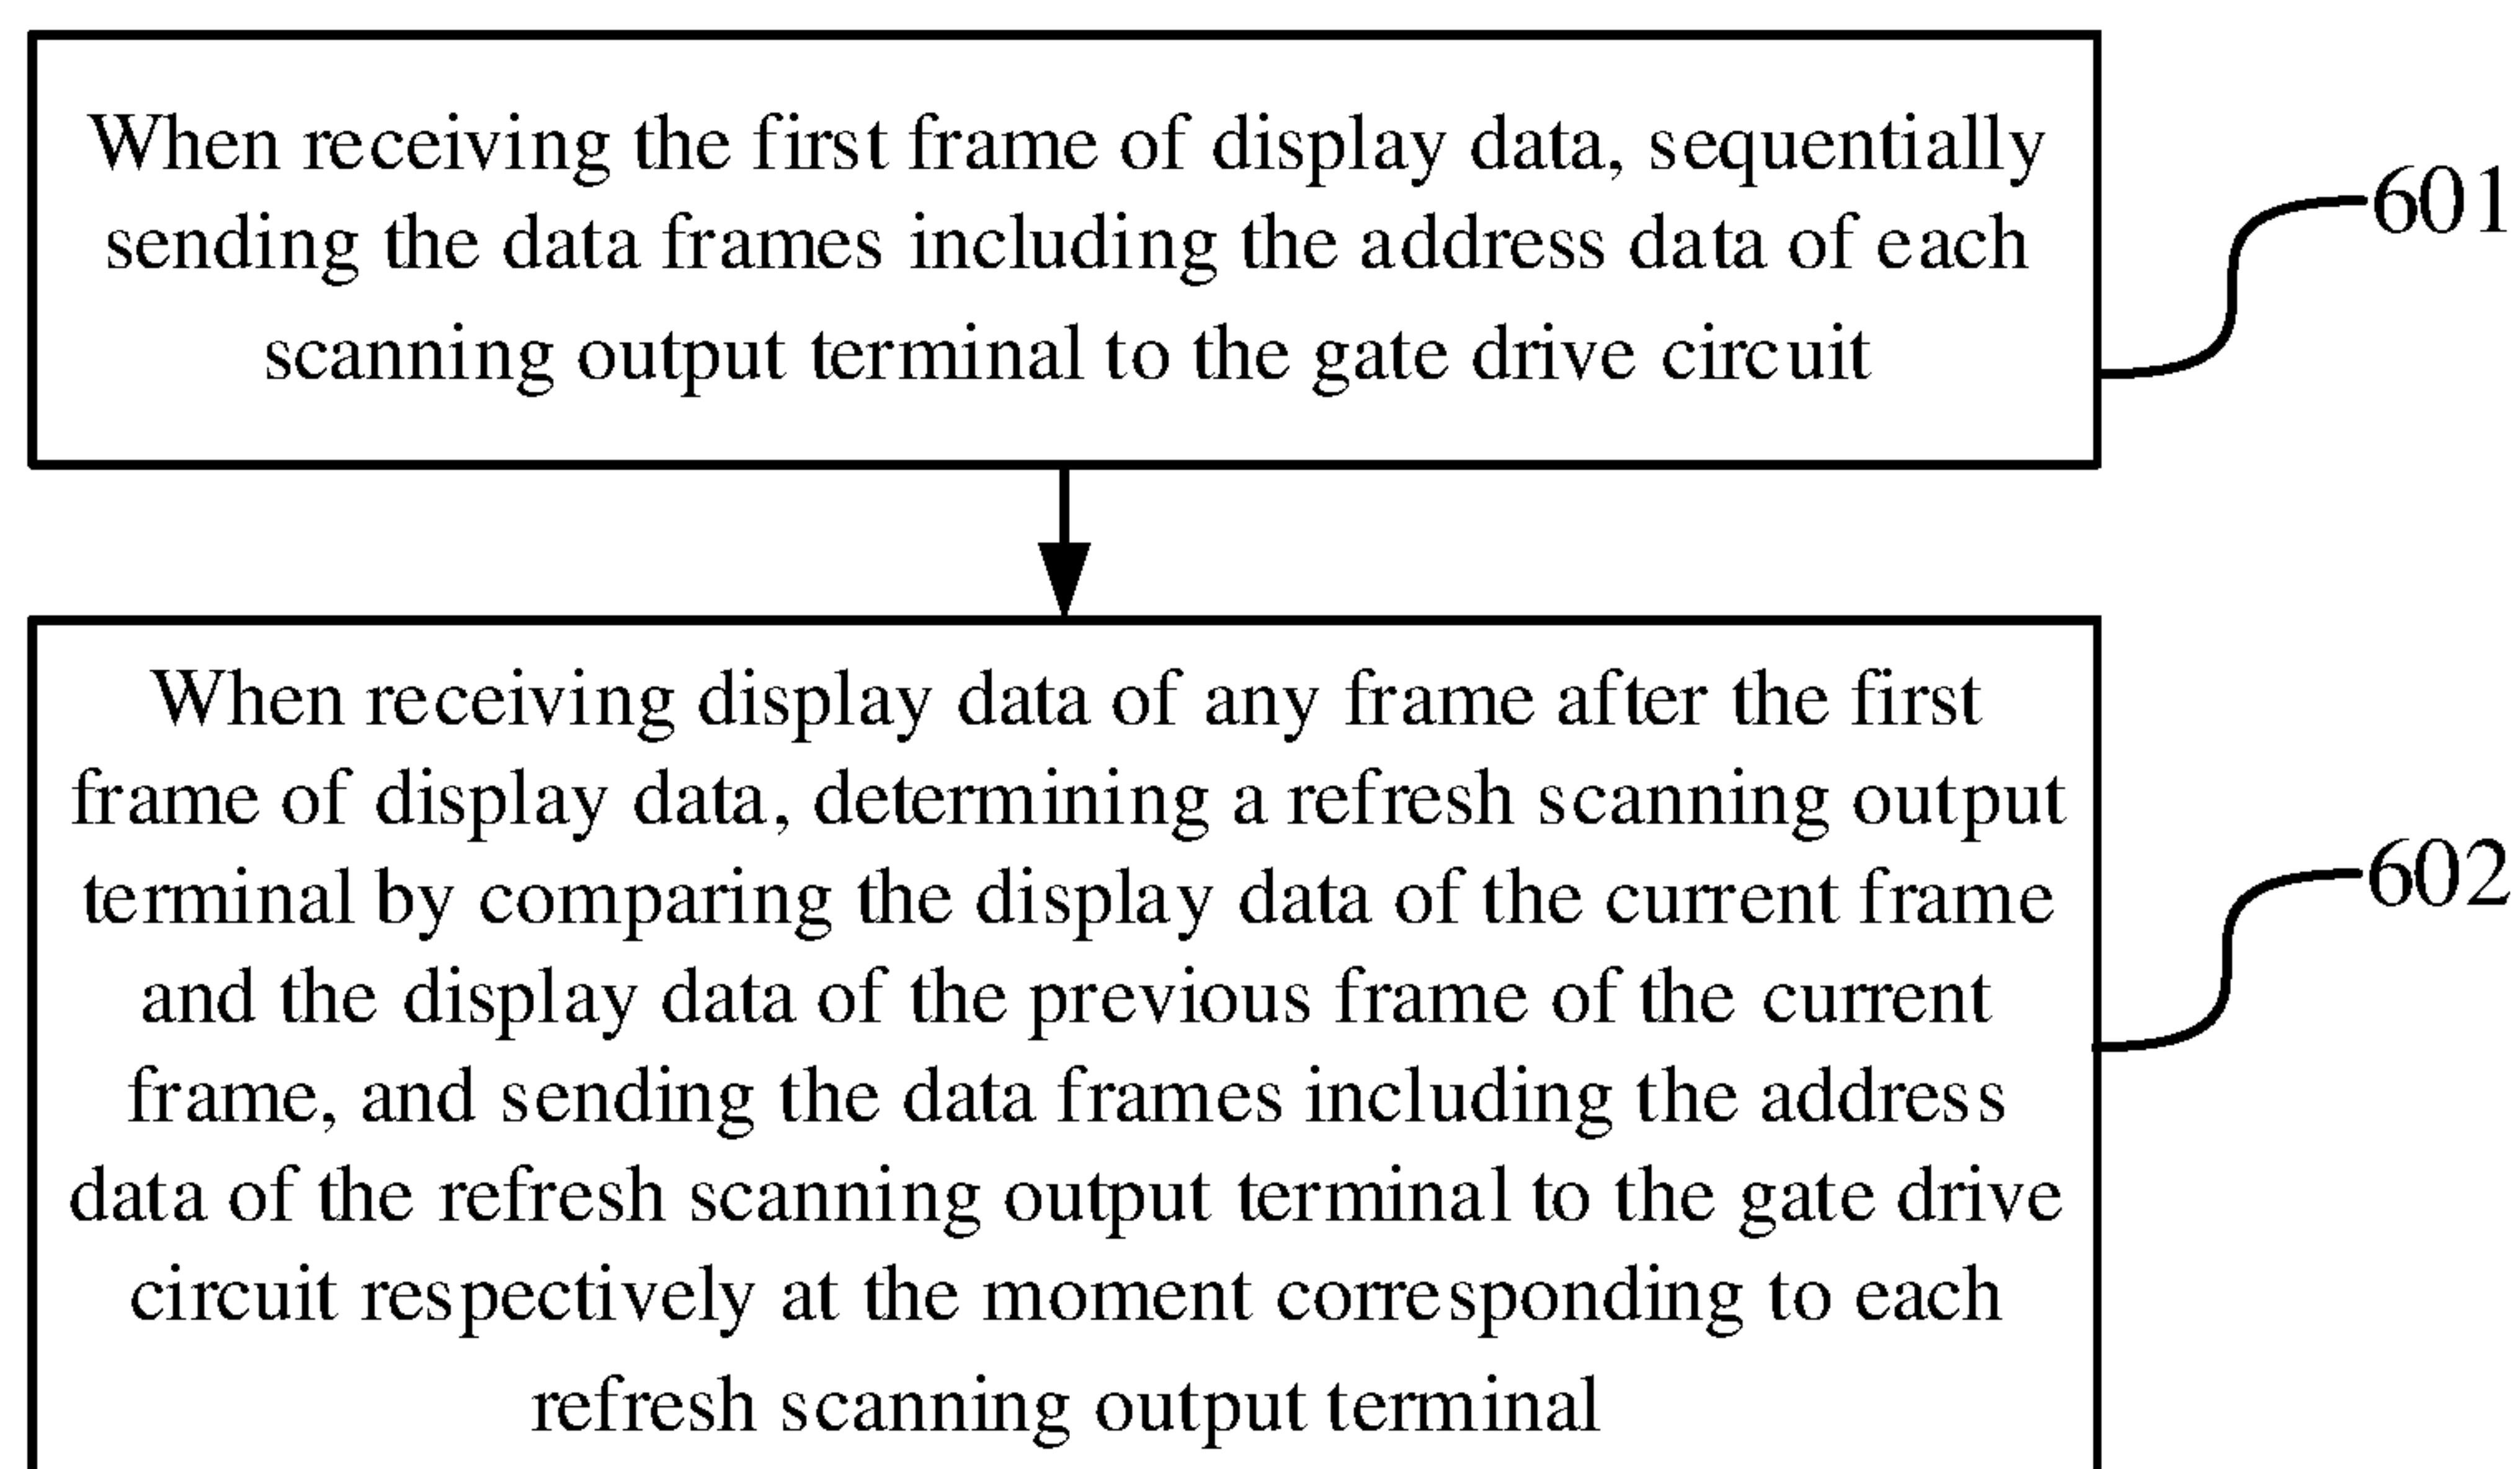 When receiving the first frame of display data, sequentially
sending the data frames including the address data of each
scanning output terminal to the gate drive circuit
601
When receiving display data of any frame after the first
frame of display data, determining a refresh scanning output
terminal by comparing the display data of the current frame
and the display data of the previous frame of the current
frame, and sending the data frames including the address
data of the refresh scanning output terminal to the gate drive
circuit respectively at the moment corresponding to each
refresh scanning output terminal
602